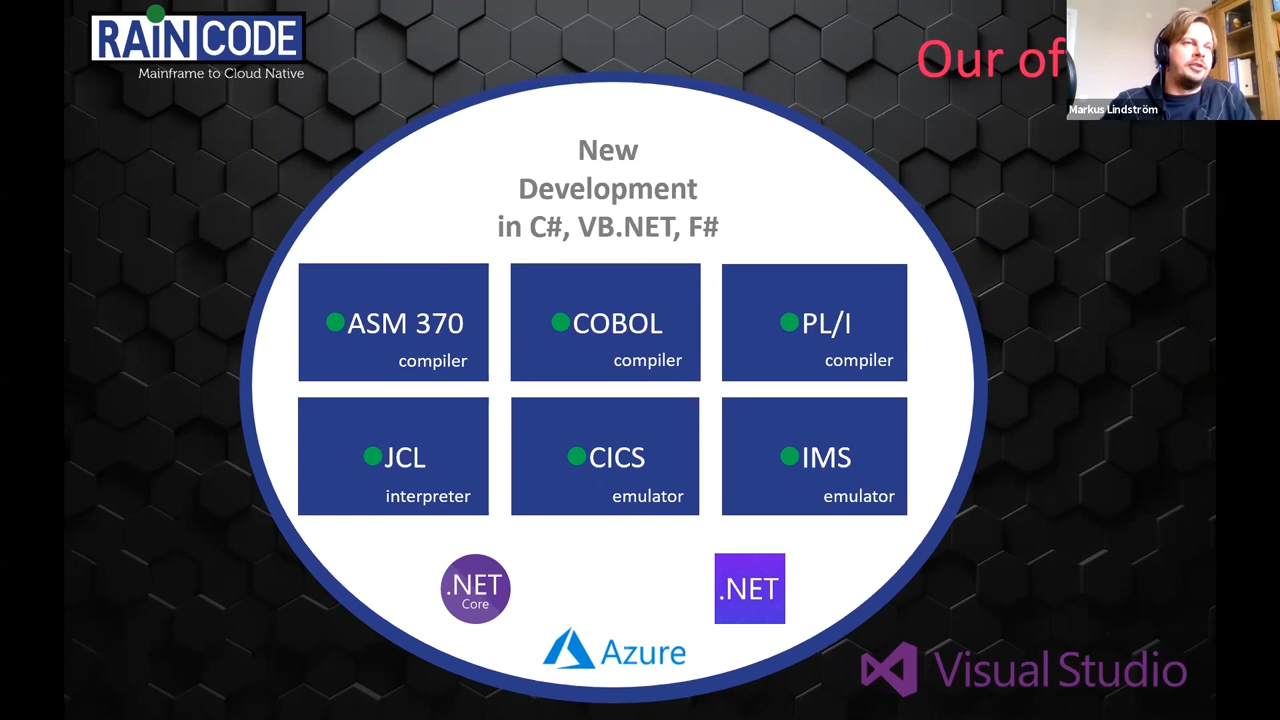 RAINCODE
Mainframe to Cloud Native
Our of
Markus Lindström
New
Development
in C#, VB.NET, F#
ASM 370
compiler
COBOL
compiler
PL/I
compiler
JCL
interpreter
CICS
emulator
IMS
emulator
.NET
Core
.NET
Azure
Visual Studio